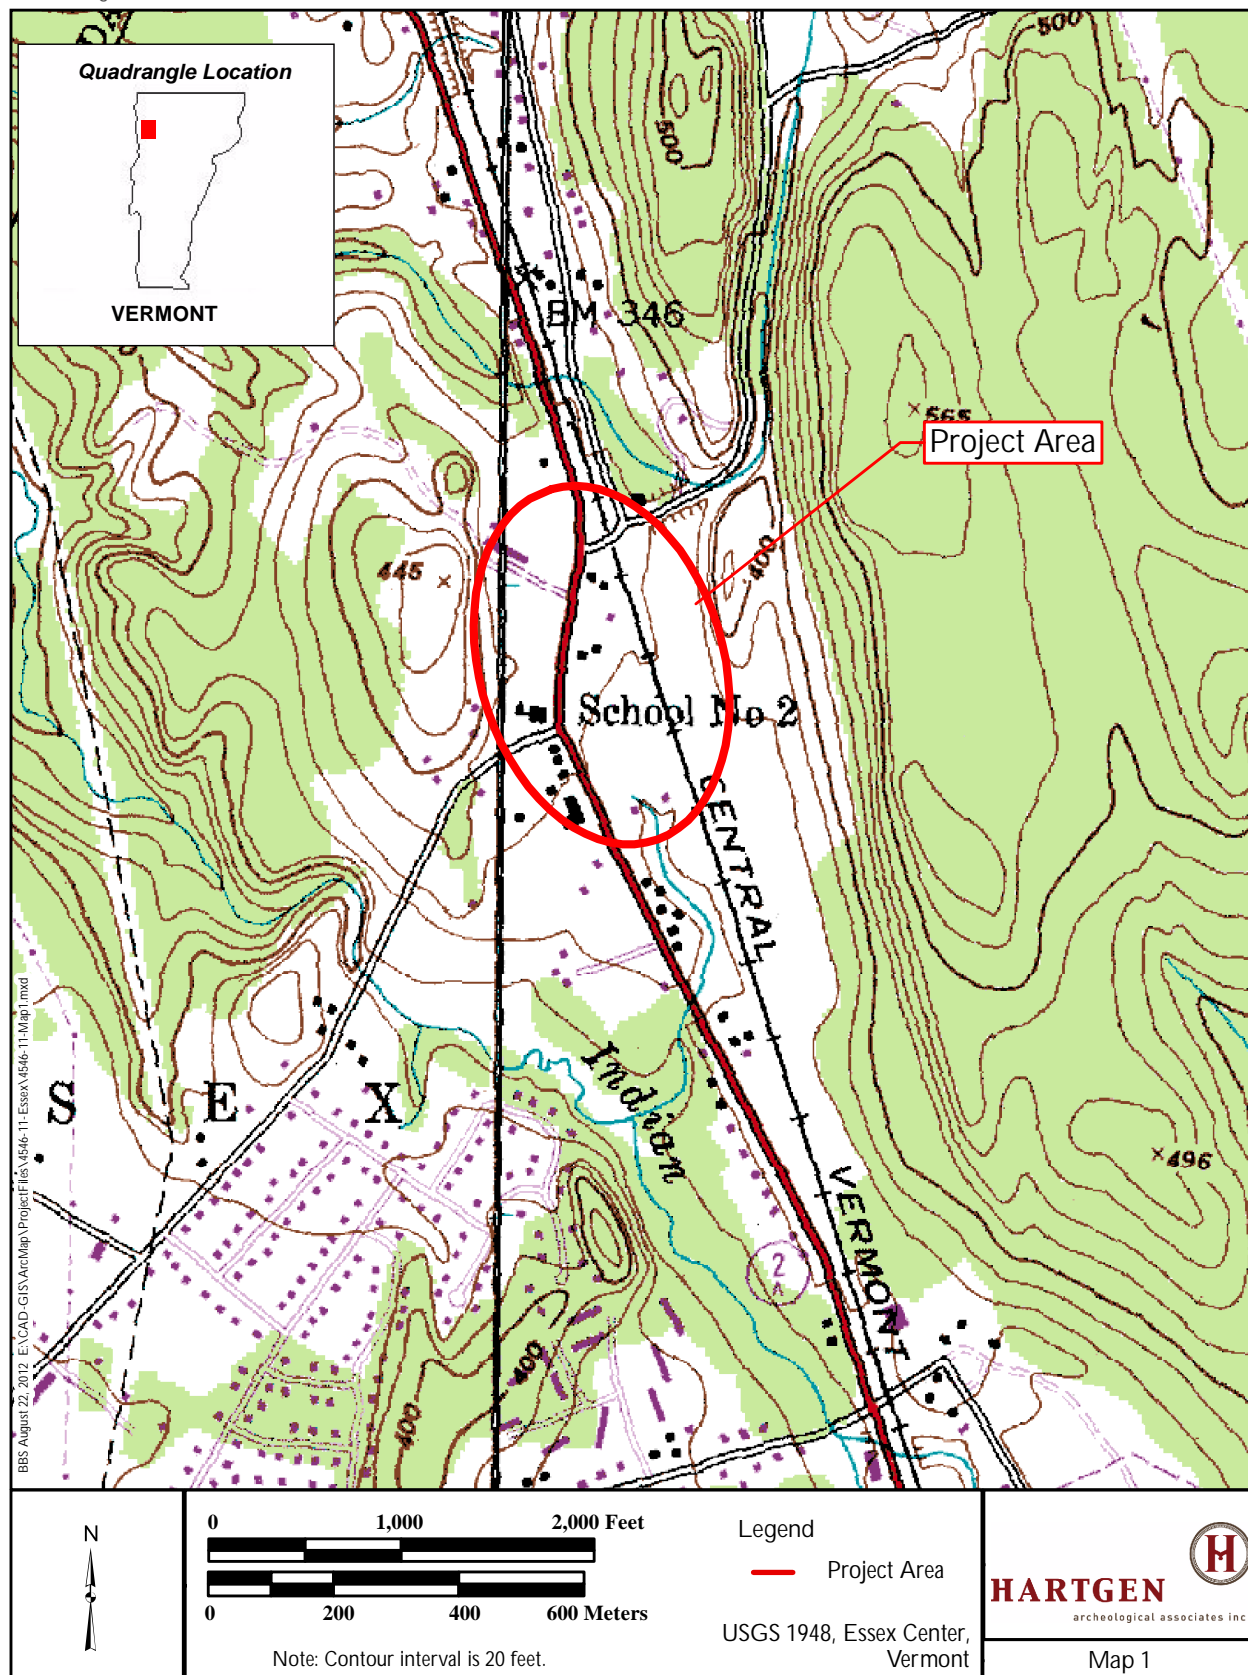 Quadrangle Location
VERMONT
500
500
BM 346
×565
Project Area
400
445 ×
School No 2
CENTRAL
VERMONT
Indian
S E X
×496
2
A
400
400
BBS August 22, 2012 E:\CAD-GIS\ArcMap\ProjectFiles\4546-11-Essex\4546-11-Map1.mxd
N
0 1,000 2,000 Feet
0 200 400 600 Meters
Note: Contour interval is 20 feet.
Legend
Project Area
USGS 1948, Essex Center,
Vermont
H
HARTGEN
archeological associates inc
Map 1